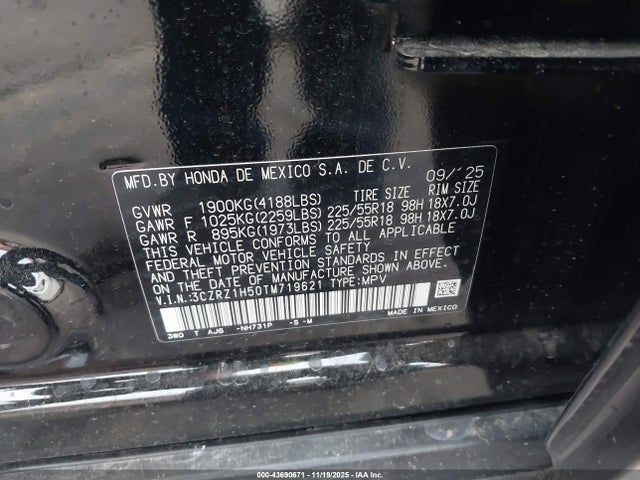 MFD.BY HONDA DE MEXICO S.A. DE C.V. 09/'25
GVWR 1900KG(4188LBS) TIRE SIZE RIM SIZE
GAWR F 1025KG(2259LBS) 225/55R18 98H 18X7.0J
GAWR R 895KG(1973LBS) 225/55R18 98H 18X7.0J
THIS VEHICLE CONFORMS TO ALL APPLICABLE
FEDERAL MOTOR VEHICLE SAFETY
AND THEFT PREVENTION STANDARDS IN EFFECT
ON THE DATE OF MANUFACTURE SHOWN ABOVE.
V.I.N.:3CZRZ1H50TM719621 TYPE:MPV
3W0 T AJ6 -NH731P -S-M MADE IN MEXICO
000-43690671 - 11/19/2025 - IAAI.COM